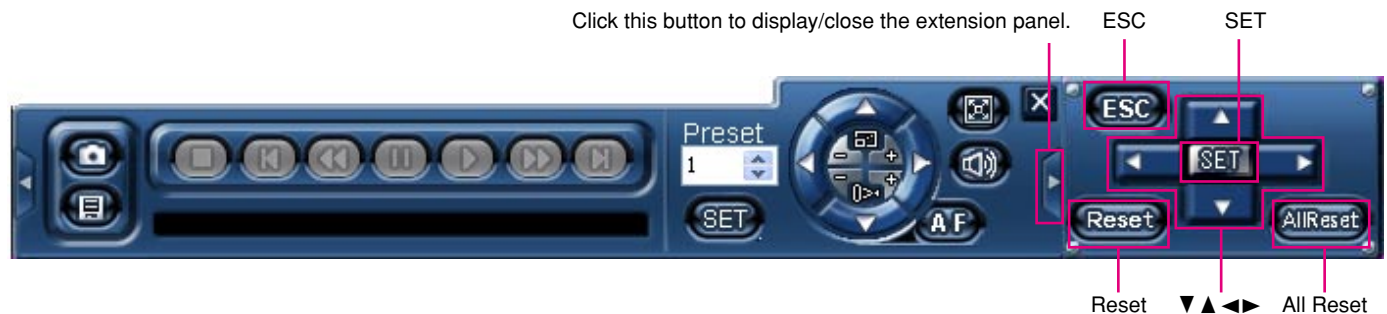 Click this button to display/close the extension panel. ESC SET
ESC
Preset
1
SET
SET
AF
Reset
AllReset
Reset ▼▲◄► All Reset